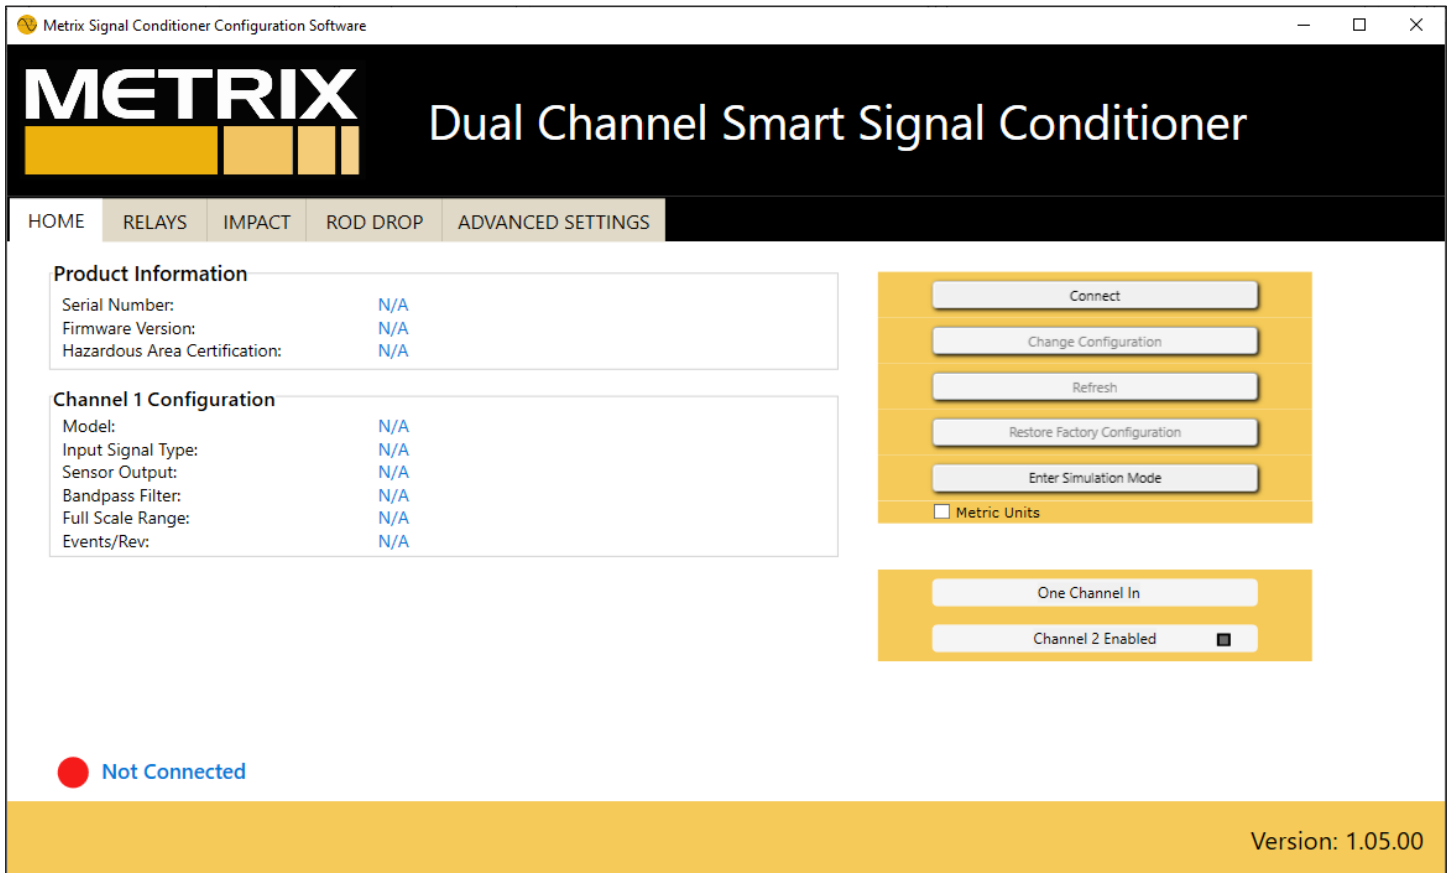 Metrix Signal Conditioner Configuration Software
METRIX
Dual Channel Smart Signal Conditioner
HOME RELAYS IMPACT ROD DROP ADVANCED SETTINGS
Product Information
Serial Number: N/A
Firmware Version: N/A
Hazardous Area Certification: N/A
Channel 1 Configuration
Model: N/A
Input Signal Type: N/A
Sensor Output: N/A
Bandpass Filter: N/A
Full Scale Range: N/A
Events/Rev: N/A
Connect
Change Configuration
Refresh
Restore Factory Configuration
Enter Simulation Mode
Metric Units
One Channel In
Channel 2 Enabled
Not Connected
Version: 1.05.00